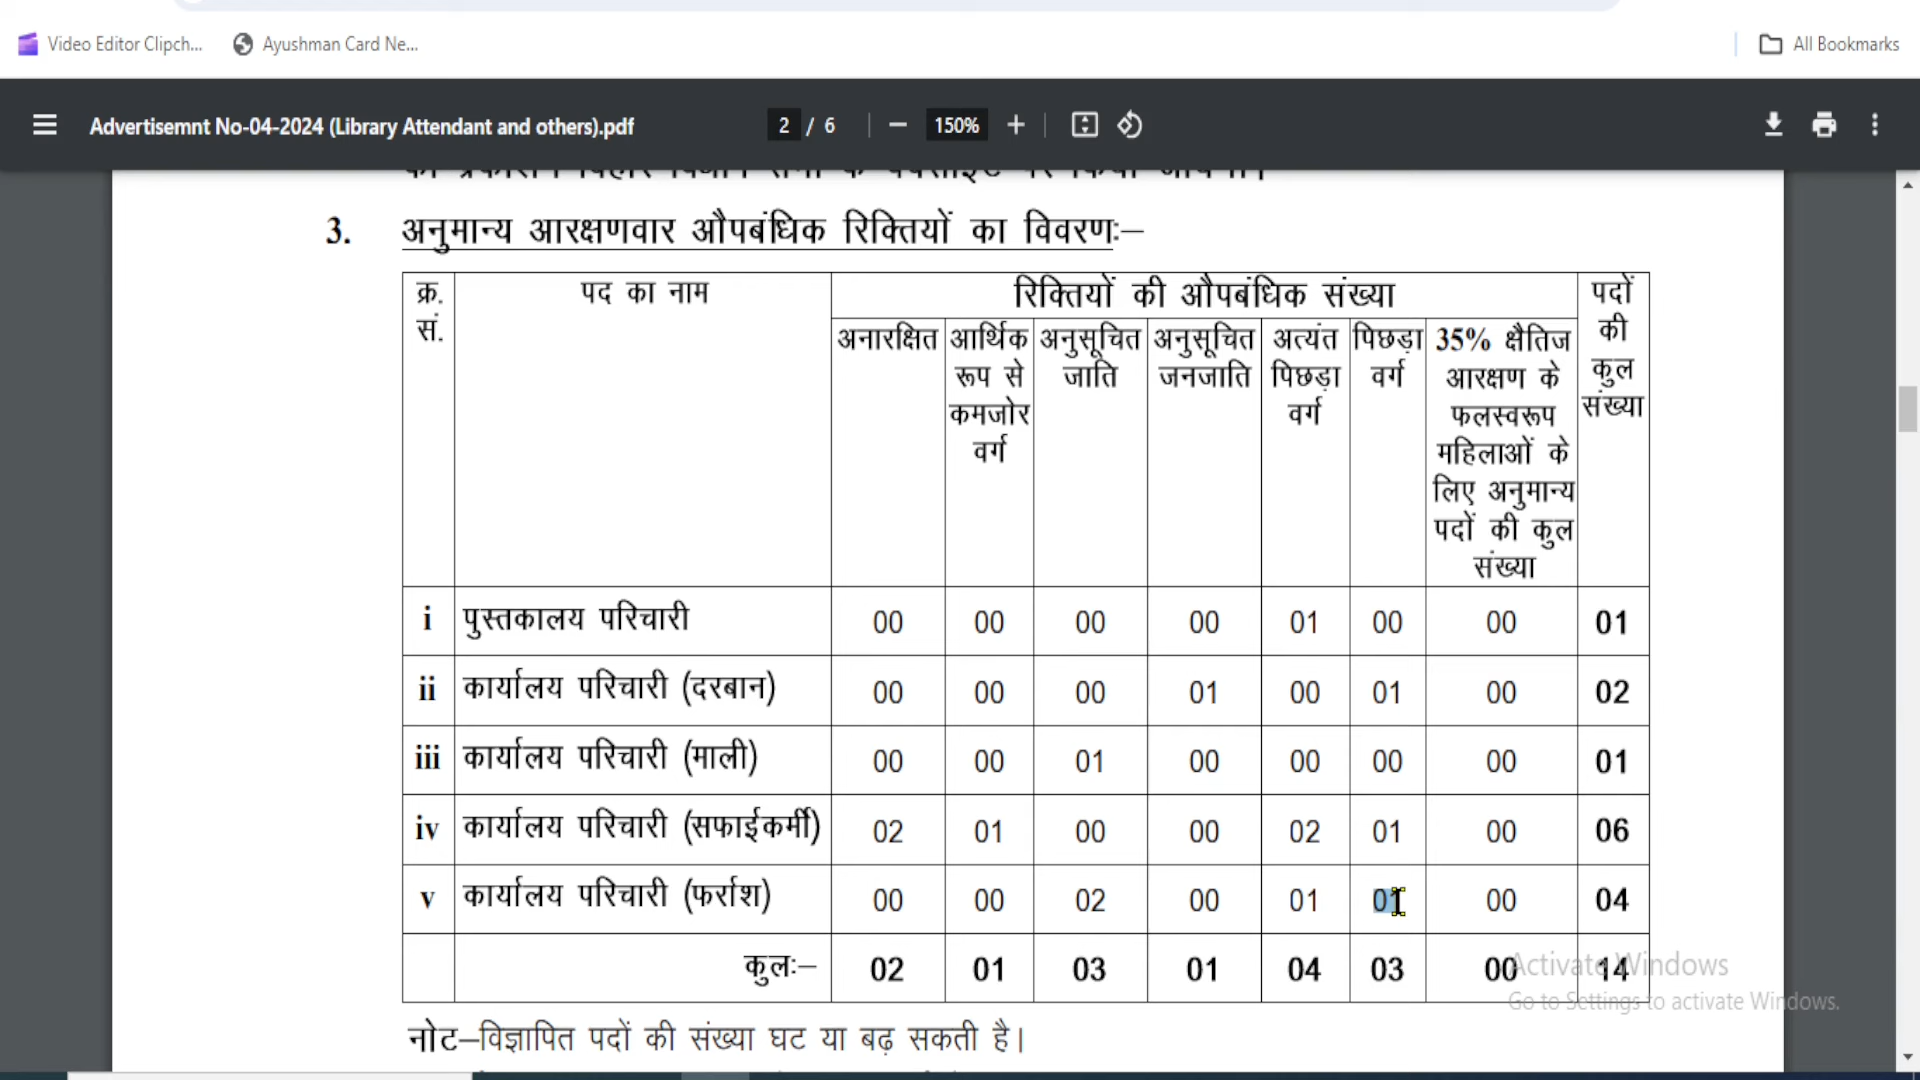 Video Editor Clipch...
Ayushman Card Ne...
All Bookmarks
Advertisemnt No-04-2024 (Library Attendant and others).pdf
2 / 6
150%
3. अनुमान्य आरक्षणवार औपबंधिक रिक्तियों का विवरणः–
क्र. सं.
पद का नाम
रिक्तियों की औपबंधिक संख्या
पदों की कुल संख्या
अनारक्षित
आर्थिक रूप से कमजोर वर्ग
अनुसूचित जाति
अनुसूचित जनजाति
अत्यंत पिछड़ा वर्ग
पिछड़ा वर्ग
35% क्षैतिज आरक्षण के फलस्वरूप महिलाओं के लिए अनुमान्य पदों की कुल संख्या
i पुस्तकालय परिचारी 00 00 00 00 01 00 00 01
ii कार्यालय परिचारी (दरबान) 00 00 00 01 00 01 00 02
iii कार्यालय परिचारी (माली) 00 00 01 00 00 00 00 01
iv कार्यालय परिचारी (सफाईकर्मी) 02 01 00 00 02 01 00 06
v कार्यालय परिचारी (फर्राश) 00 00 02 00 01 01 00 04
कुलः– 02 01 03 01 04 03 00 14
Activate Windows
Go to Settings to activate Windows.
नोट–विज्ञापित पदों की संख्या घट या बढ़ सकती है।